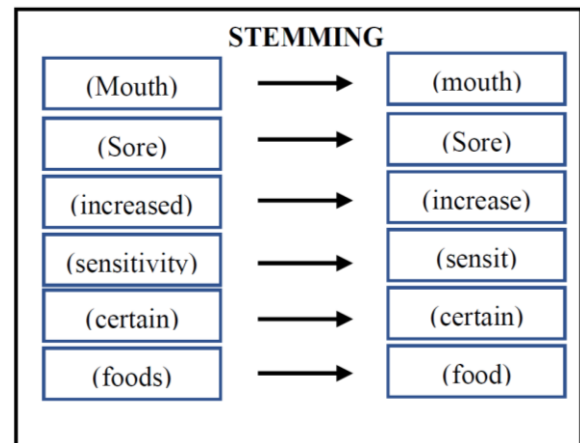 STEMMING
(Mouth) (mouth)
(Sore) (Sore)
(increased) (increase)
(sensitivity) (sensit)
(certain) (certain)
(foods) (food)